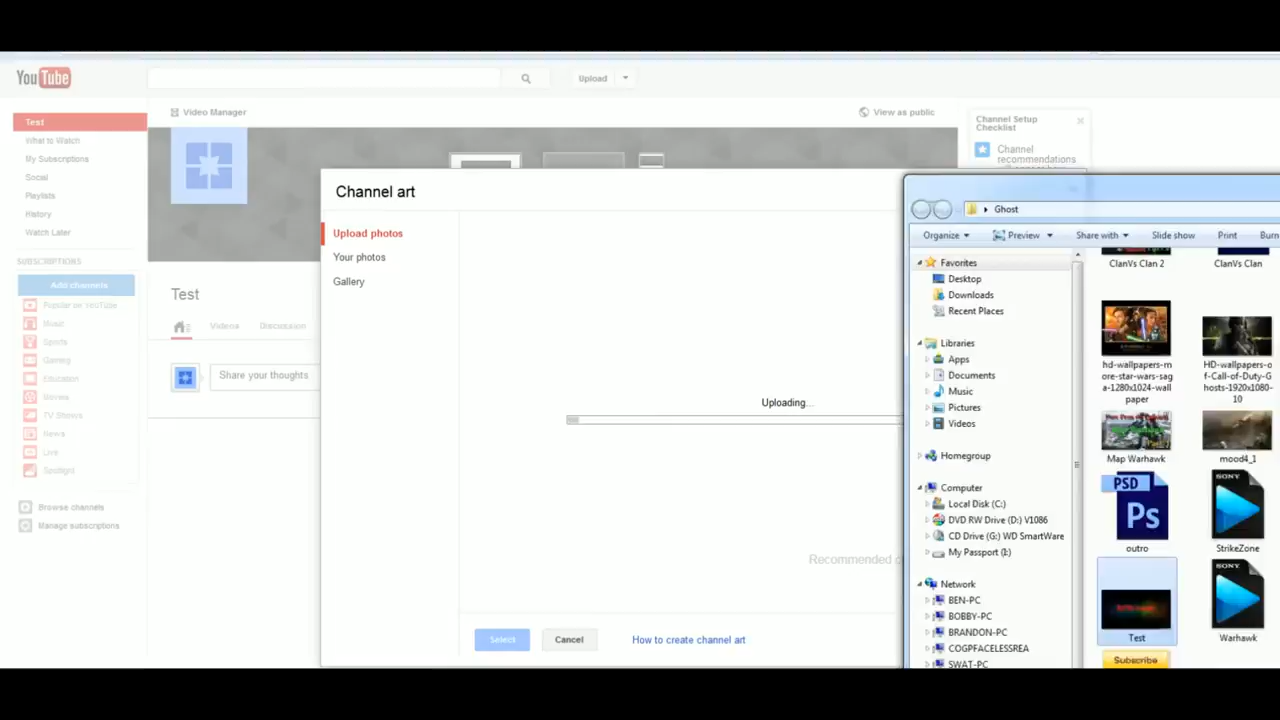 YouTube
Upload
Test
What to Watch
My Subscriptions
Social
Playlists
History
Watch Later
SUBSCRIPTIONS
Add channels
Popular on YouTube
Music
Sports
Gaming
Education
Movies
TV Shows
News
Live
Spotlight
Browse channels
Manage subscriptions
Video Manager
View as public
Channel Setup
Checklist
Channel
recommendations
Test
Videos
Discussion
Share your thoughts
Channel art
Upload photos
Your photos
Gallery
Uploading...
Recommended
Select
Cancel
How to create channel art
Ghost
Organize
Preview
Share with
Slide show
Print
Burn
Favorites
Desktop
Downloads
Recent Places
Libraries
Apps
Documents
Music
Pictures
Videos
Homegroup
Computer
Local Disk (C:)
DVD RW Drive (D:) V1086
CD Drive (G:) WD SmartWare
My Passport (I:)
Network
BEN-PC
BOBBY-PC
BRANDON-PC
COGPFACELESSREA
SWAT-PC
ClanVs Clan 2
ClanVs Clan
hd-wallpapers-m
ore-star-wars-sag
a-1280x1024-wall
paper
HD-wallpapers-o
f-Call-of-Duty-G
hosts-1920x1080-
10
Map Warhawk
mood4_1
PSD
Ps
outro
SONY
StrikeZone
Test
SONY
Warhawk
Subscribe